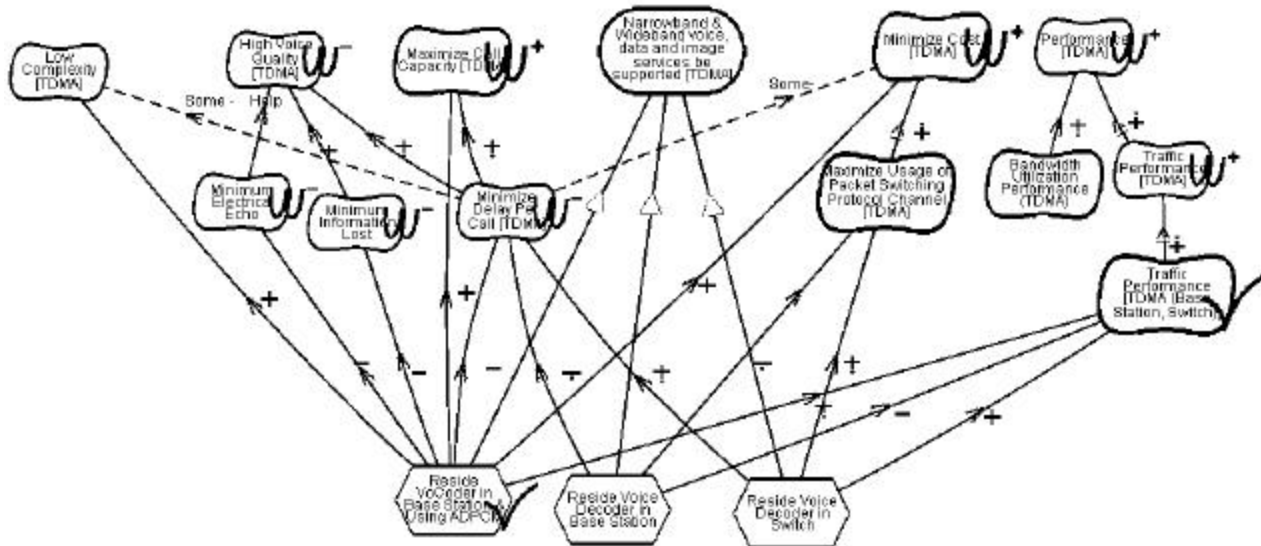 Low
Complexity
[TDMA]
High Voice
Quality
[TDMA]
Maximize Call
Capacity [TDMA]
Narrowband &
Wideband voice,
data and image
services be
supported [TDMA]
Minimize Cost
[TDMA]
Performance
[TDMA]
Some - Help
Some-
Minimum
Electrical
Echo
Minimum
Information
Lost
Minimize
Delay Per
Call [TDMA]
Maximize Usage of
Packet Switching
Protocol Channel
[TDMA]
Bandwidth
Utilization
Performance
(TDMA)
Traffic
Performance
[TDMA]
Traffic
Performance
[TDMA (Base
Station, Switch)]
Reside
VoCoder in
Base Station &
Using ADPCM
Reside Voice
Decoder in
Base Station
Reside Voice
Decoder in
Switch